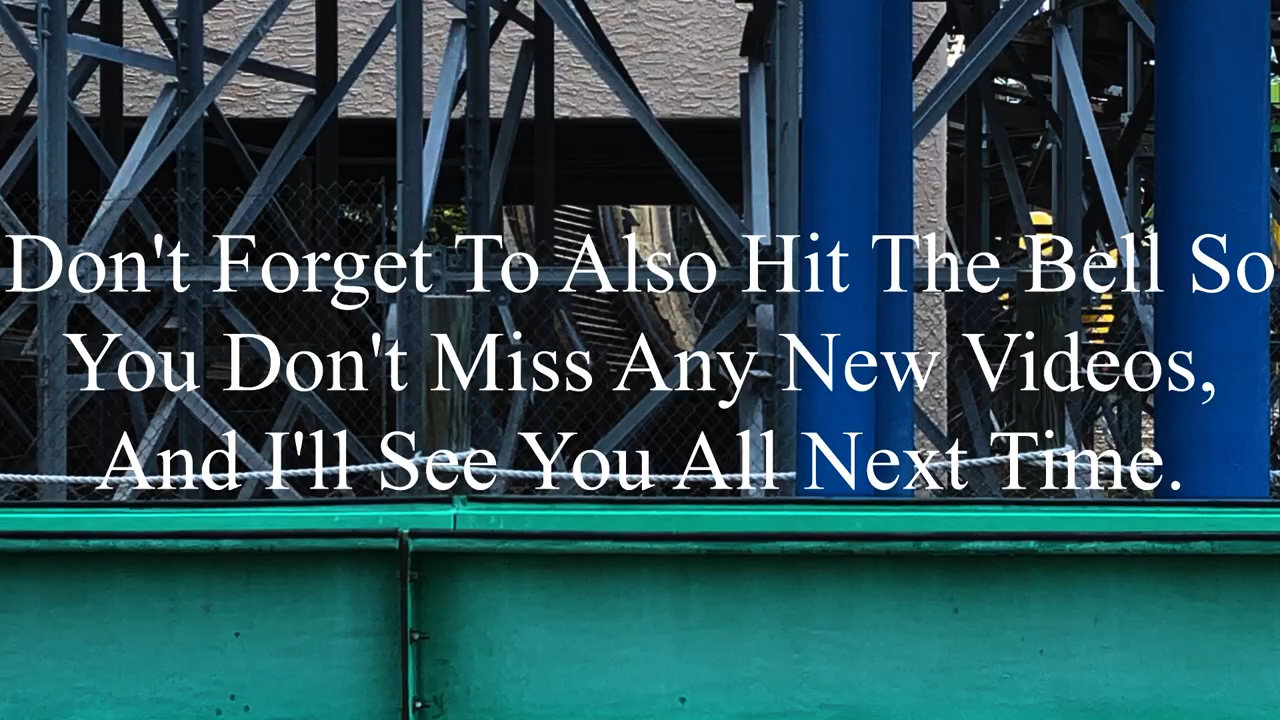 Don't Forget To Also Hit The Bell So
You Don't Miss Any New Videos,
And I'll See You All Next Time.